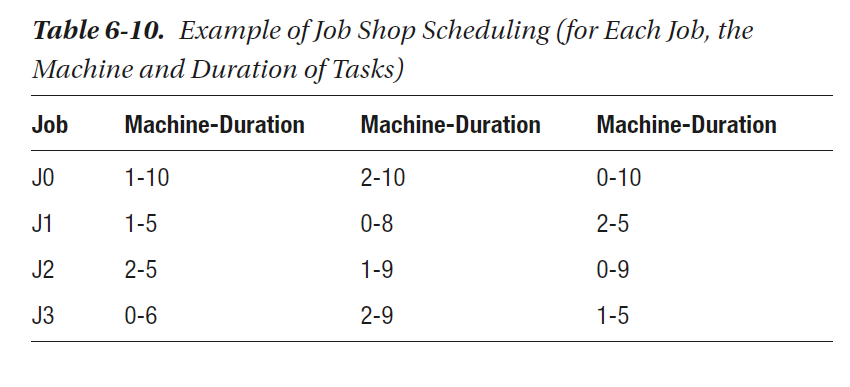 Table 6-10. Example of Job Shop Scheduling (for Each Job, the
Machine and Duration of Tasks)
Job Machine-Duration Machine-Duration Machine-Duration
J0 1-10 2-10 0-10
J1 1-5 0-8 2-5
J2 2-5 1-9 0-9
J3 0-6 2-9 1-5